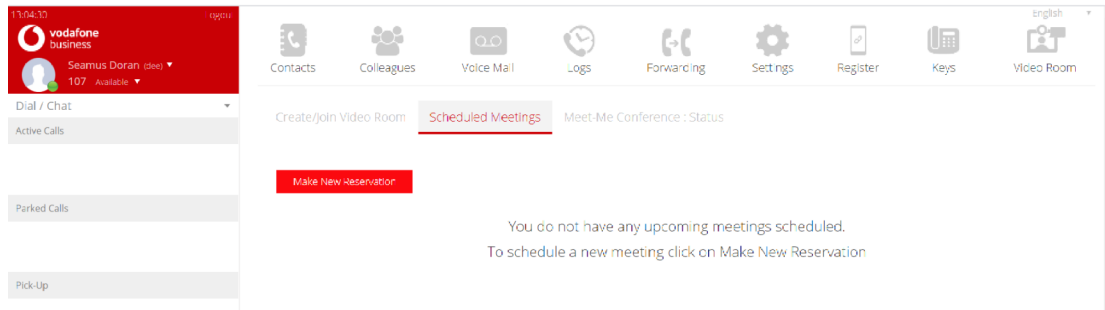 13:04:30 logout
vodafone
business
Seamus Doran (dee)
107 Available
Dial / Chat
Active Calls
Parked Calls
Pick-Up
English
Contacts Colleagues Voice Mail Logs Forwarding Settings Register Keys Video Room
Create/Join Video Room Scheduled Meetings Meet-Me Conference : Status
Make New Reservation
You do not have any upcoming meetings scheduled.
To schedule a new meeting click on Make New Reservation